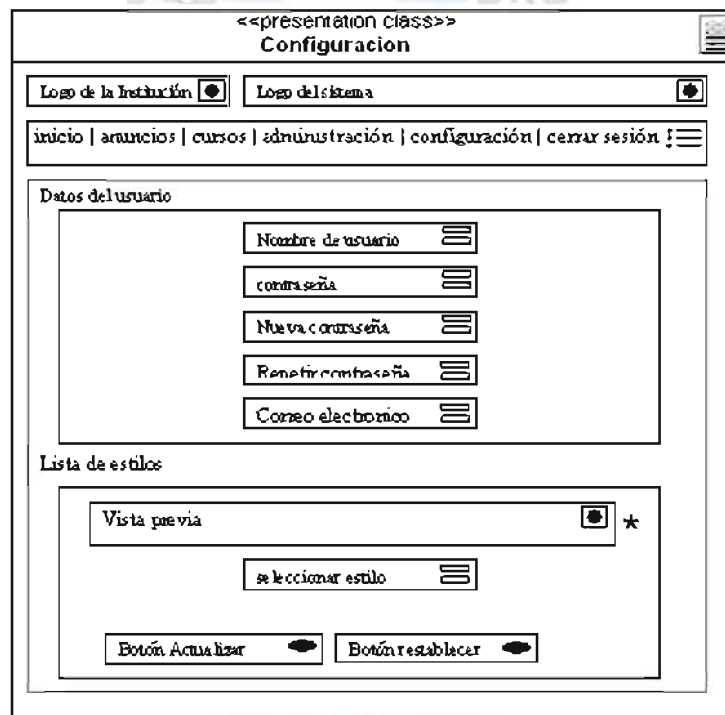 <<presentation class>>
Configuracion
Logo de la Institución
Logo del sistema
inicio | anuncios | cursos | administración | configuración | cerrar sesión
Datos del usuario
Nombre de usuario
contraseña
Nueva contraseña
Repetir contraseña
Correo electronico
Lista de estilos
Vista previa
*
seleccionar estilo
Botón Actualizar
Botón restablecer